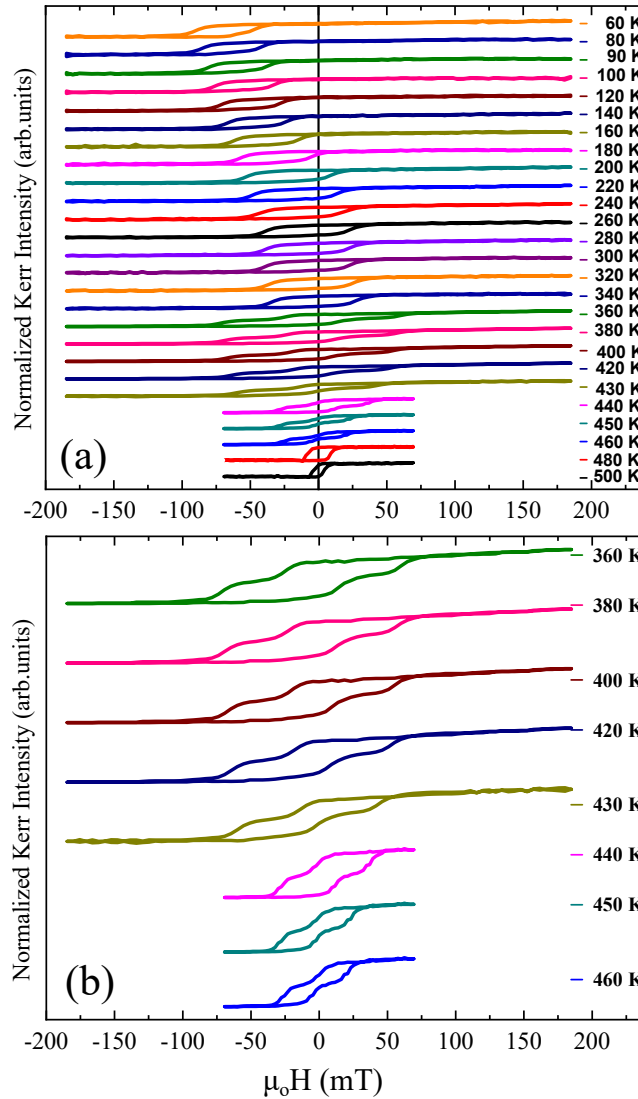 Normalized Kerr Intensity (arb.units)
60 K
80 K
90 K
100 K
120 K
140 K
160 K
180 K
200 K
220 K
240 K
260 K
280 K
300 K
320 K
340 K
360 K
380 K
400 K
420 K
430 K
440 K
450 K
460 K
480 K
500 K
(a)
-200 -150 -100 -50 0 50 100 150 200
Normalized Kerr Intensity (arb.units)
360 K
380 K
400 K
420 K
430 K
440 K
450 K
460 K
(b)
-200 -150 -100 -50 0 50 100 150 200
μₒH (mT)